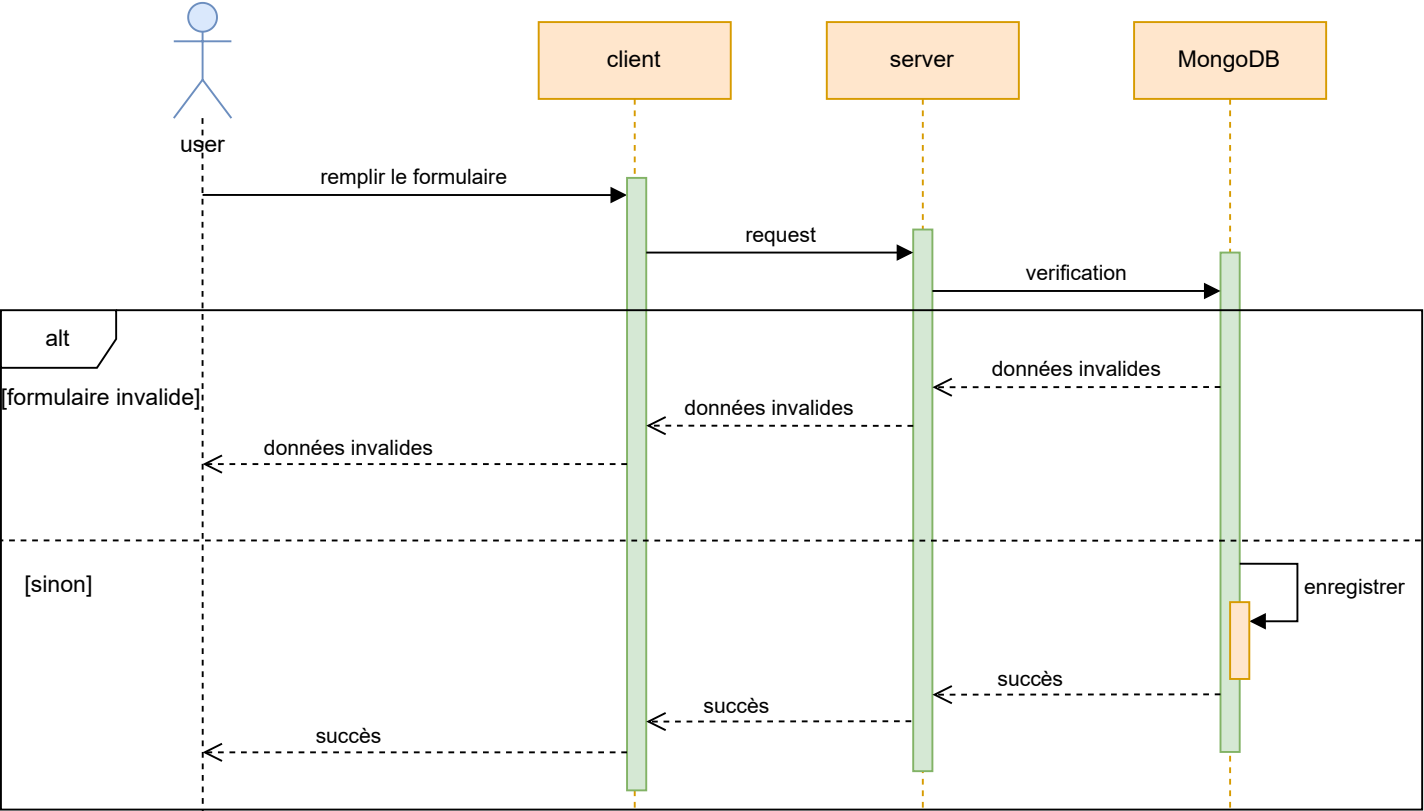 client
server
MongoDB
user
remplir le formulaire
request
verification
alt
données invalides
[formulaire invalide]
données invalides
données invalides
[sinon]
enregistrer
succès
succès
succès